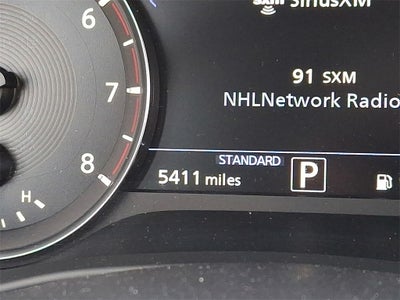 SiriusXM
6
91 SXM
7
NHLNetwork Radio
8
STANDARD
5411 miles
P
H